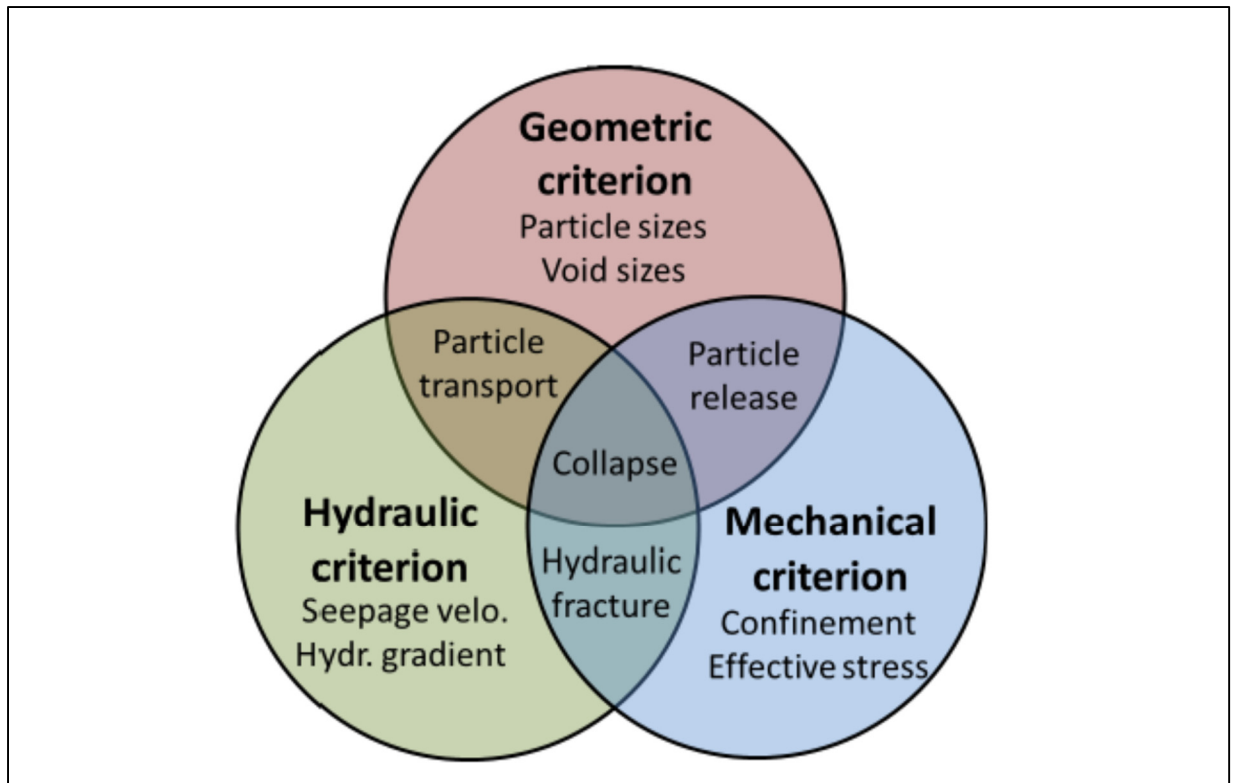 Geometric
criterion
Particle sizes
Void sizes
Particle
transport
Particle
release
Collapse
Hydraulic
criterion
Seepage velo.
Hydr. gradient
Hydraulic
fracture
Mechanical
criterion
Confinement
Effective stress